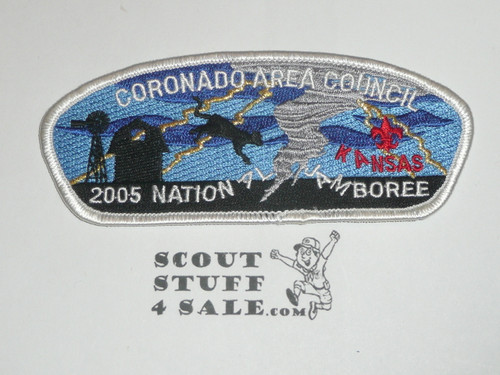 CORONADO AREA COUNCIL
KANSAS
2005 NATIONAL JAMBOREE
SCOUT
STUFF
4 SALE.com